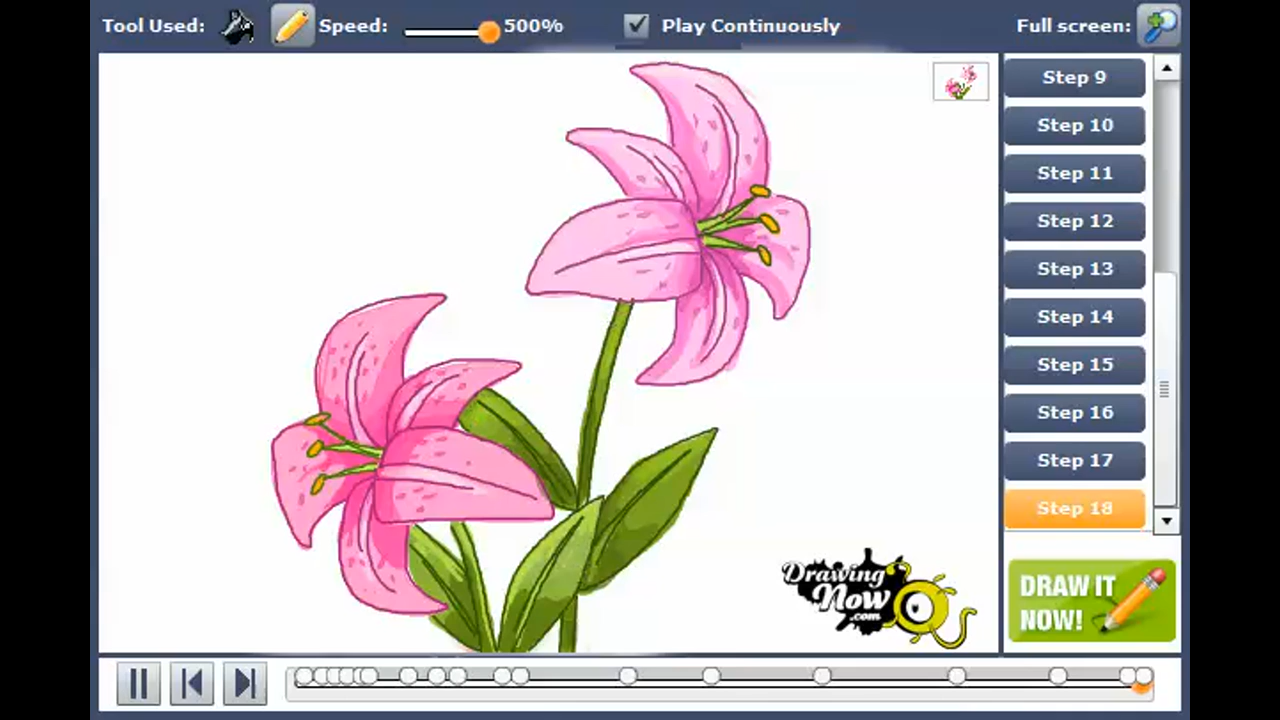 Tool Used:
Speed:
500%
Play Continuously
Full screen:
Step 9
Step 10
Step 11
Step 12
Step 13
Step 14
Step 15
Step 16
Step 17
Step 18
Drawing
Now
.com
DRAW IT
NOW!